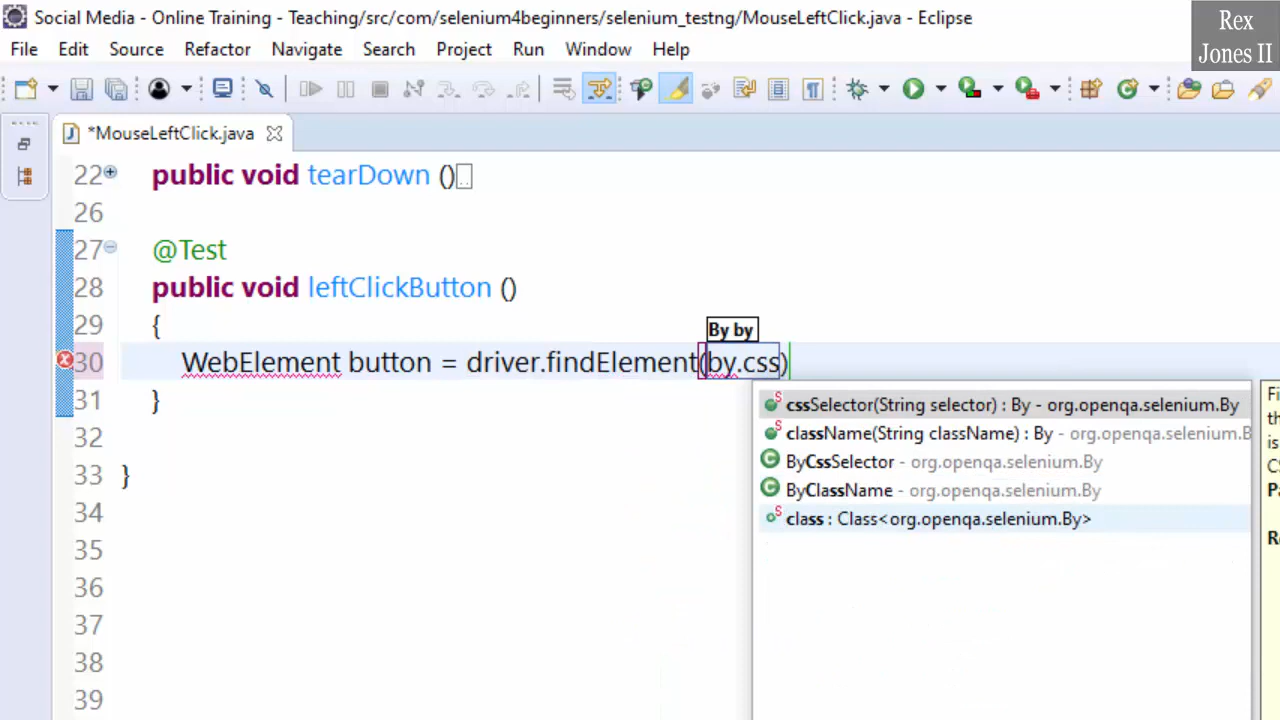 Social Media - Online Training - Teaching/src/com/selenium4beginners/selenium_testng/MouseLeftClick.java - Eclipse
Rex
Jones II
File Edit Source Refactor Navigate Search Project Run Window Help
*MouseLeftClick.java
22 public void tearDown ()
26
27 @Test
28 public void leftClickButton ()
29 {
By by
30 WebElement button = driver.findElement(by.css)
31 }
cssSelector(String selector) : By - org.openqa.selenium.By
className(String className) : By - org.openqa.selenium.B
ByCssSelector - org.openqa.selenium.By
ByClassName - org.openqa.selenium.By
class : Class<org.openqa.selenium.By>
32
33 }
34
35
36
37
38
39